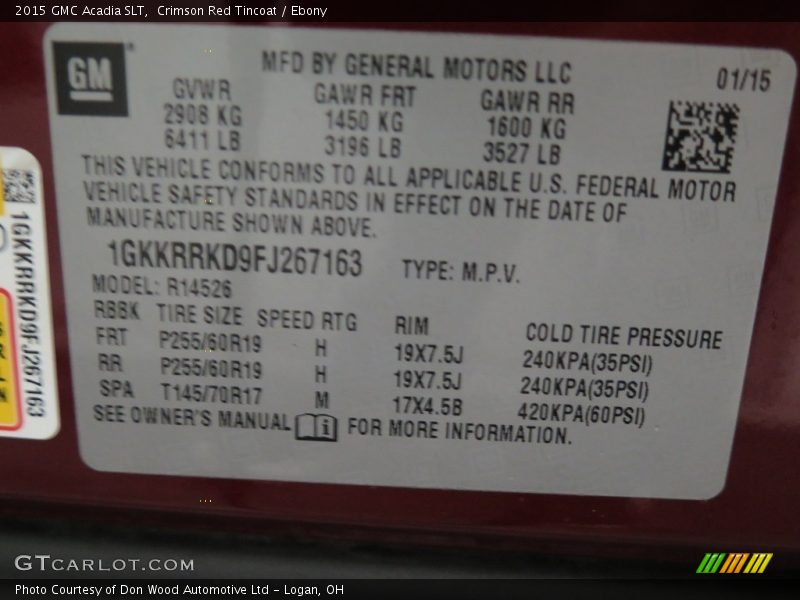 2015 GMC Acadia SLT,  Crimson Red Tincoat / Ebony
GM
MFD BY GENERAL MOTORS LLC
01/15
GVWR GAWR FRT GAWR RR
2908 KG 1450 KG 1600 KG
6411 LB 3196 LB 3527 LB
THIS VEHICLE CONFORMS TO ALL APPLICABLE U.S. FEDERAL MOTOR
VEHICLE SAFETY STANDARDS IN EFFECT ON THE DATE OF
MANUFACTURE SHOWN ABOVE.
1GKKRRKD9FJ267163 TYPE: M.P.V.
MODEL: R14526
RBBK TIRE SIZE SPEED RTG RIM COLD TIRE PRESSURE
FRT P255/60R19 H 19X7.5J 240KPA(35PSI)
RR P255/60R19 H 19X7.5J 240KPA(35PSI)
SPA T145/70R17 M 17X4.5B 420KPA(60PSI)
SEE OWNER'S MANUAL i FOR MORE INFORMATION.
1GKKRRKD9FJ267163
GTCARLOT.COM
Photo Courtesy of Don Wood Automotive Ltd - Logan, OH